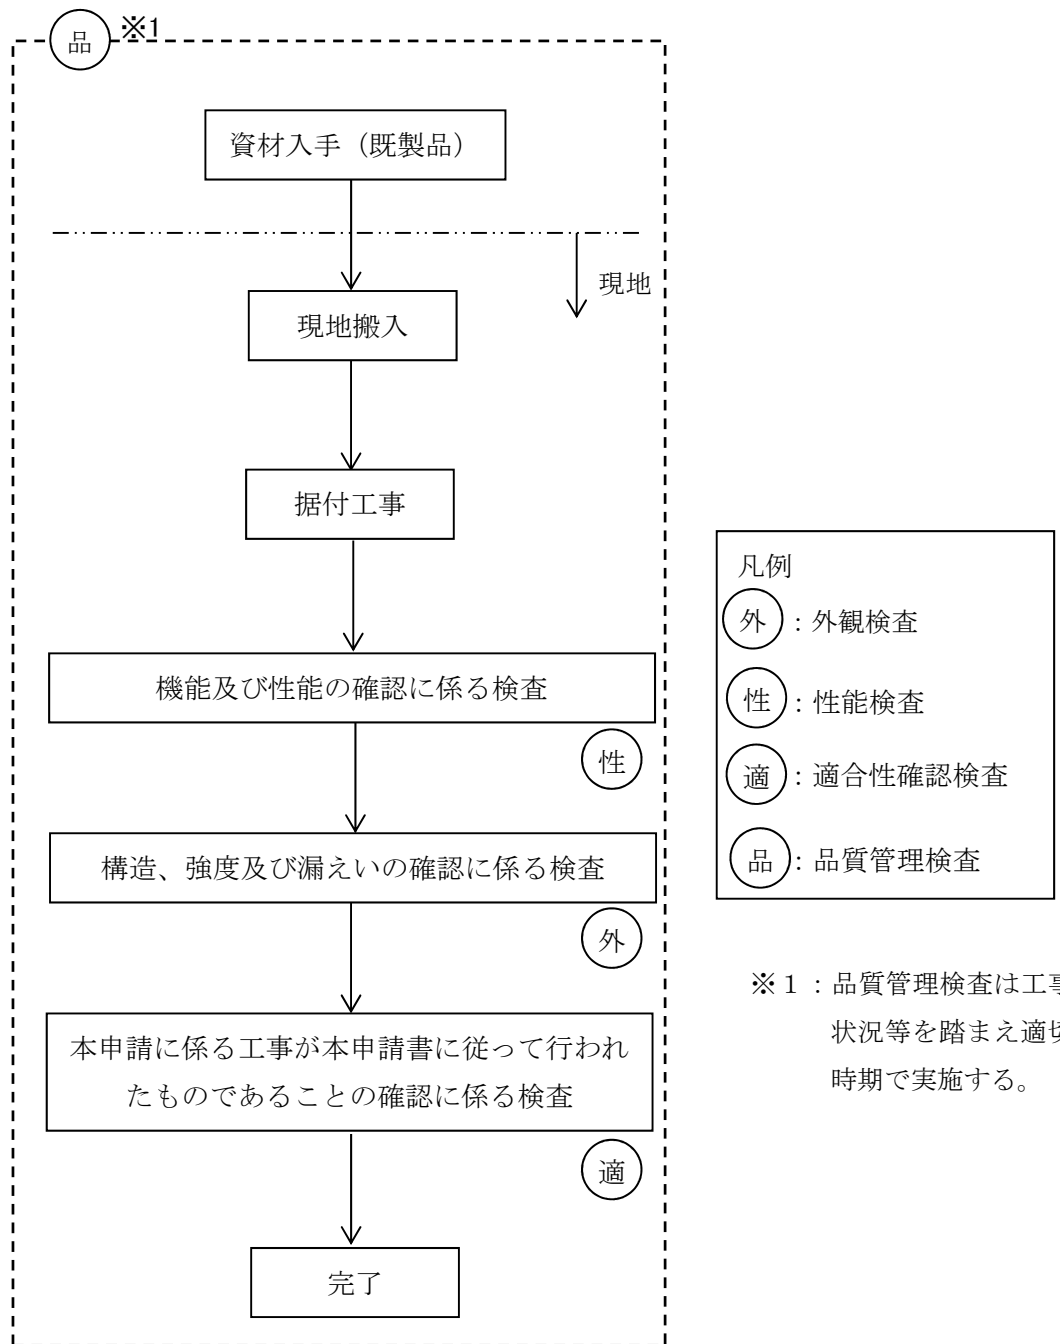 品 ※1
資材入手（既製品）
現地
現地搬入
据付工事
機能及び性能の確認に係る検査
性
構造、強度及び漏えいの確認に係る検査
外
本申請に係る工事が本申請書に従って行われ
たものであることの確認に係る検査
適
完了
凡例
外：外観検査
性：性能検査
適：適合性確認検査
品：品質管理検査
※１：品質管理検査は工事
状況等を踏まえ適切
時期で実施する。